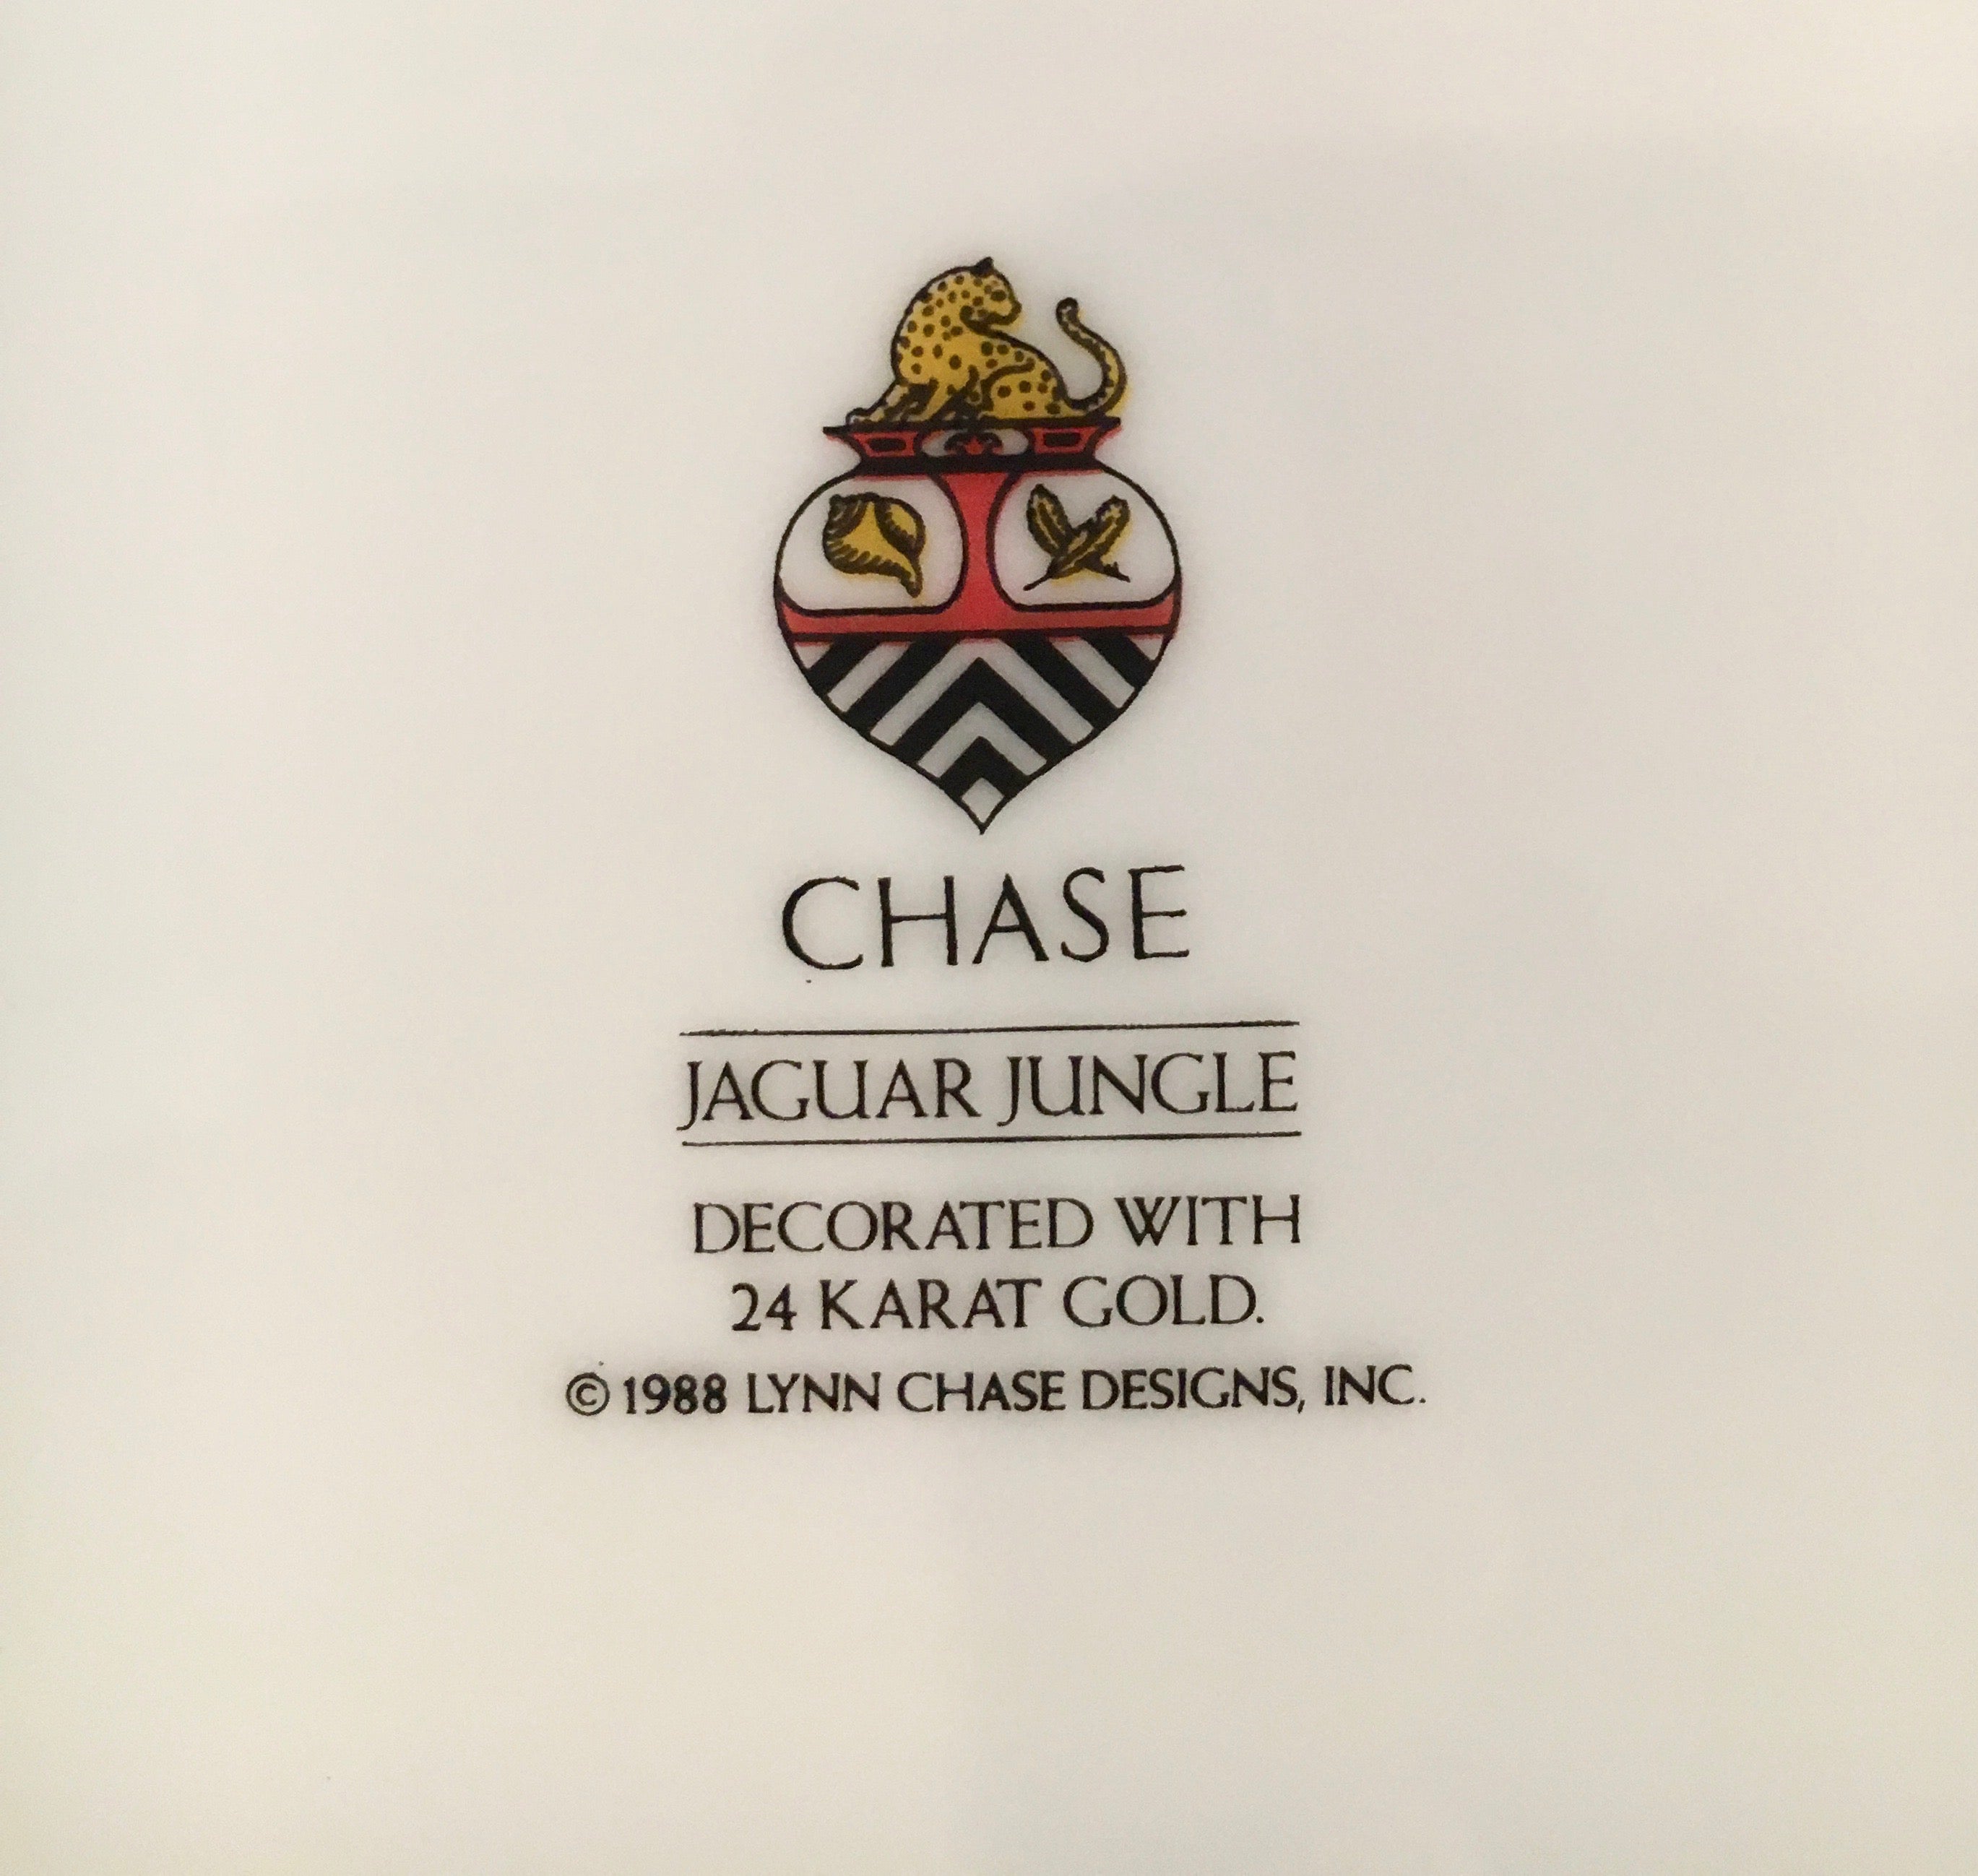 CHASE
JAGUAR JUNGLE
DECORATED WITH
24 KARAT GOLD.
© 1988 LYNN CHASE DESIGNS, INC.